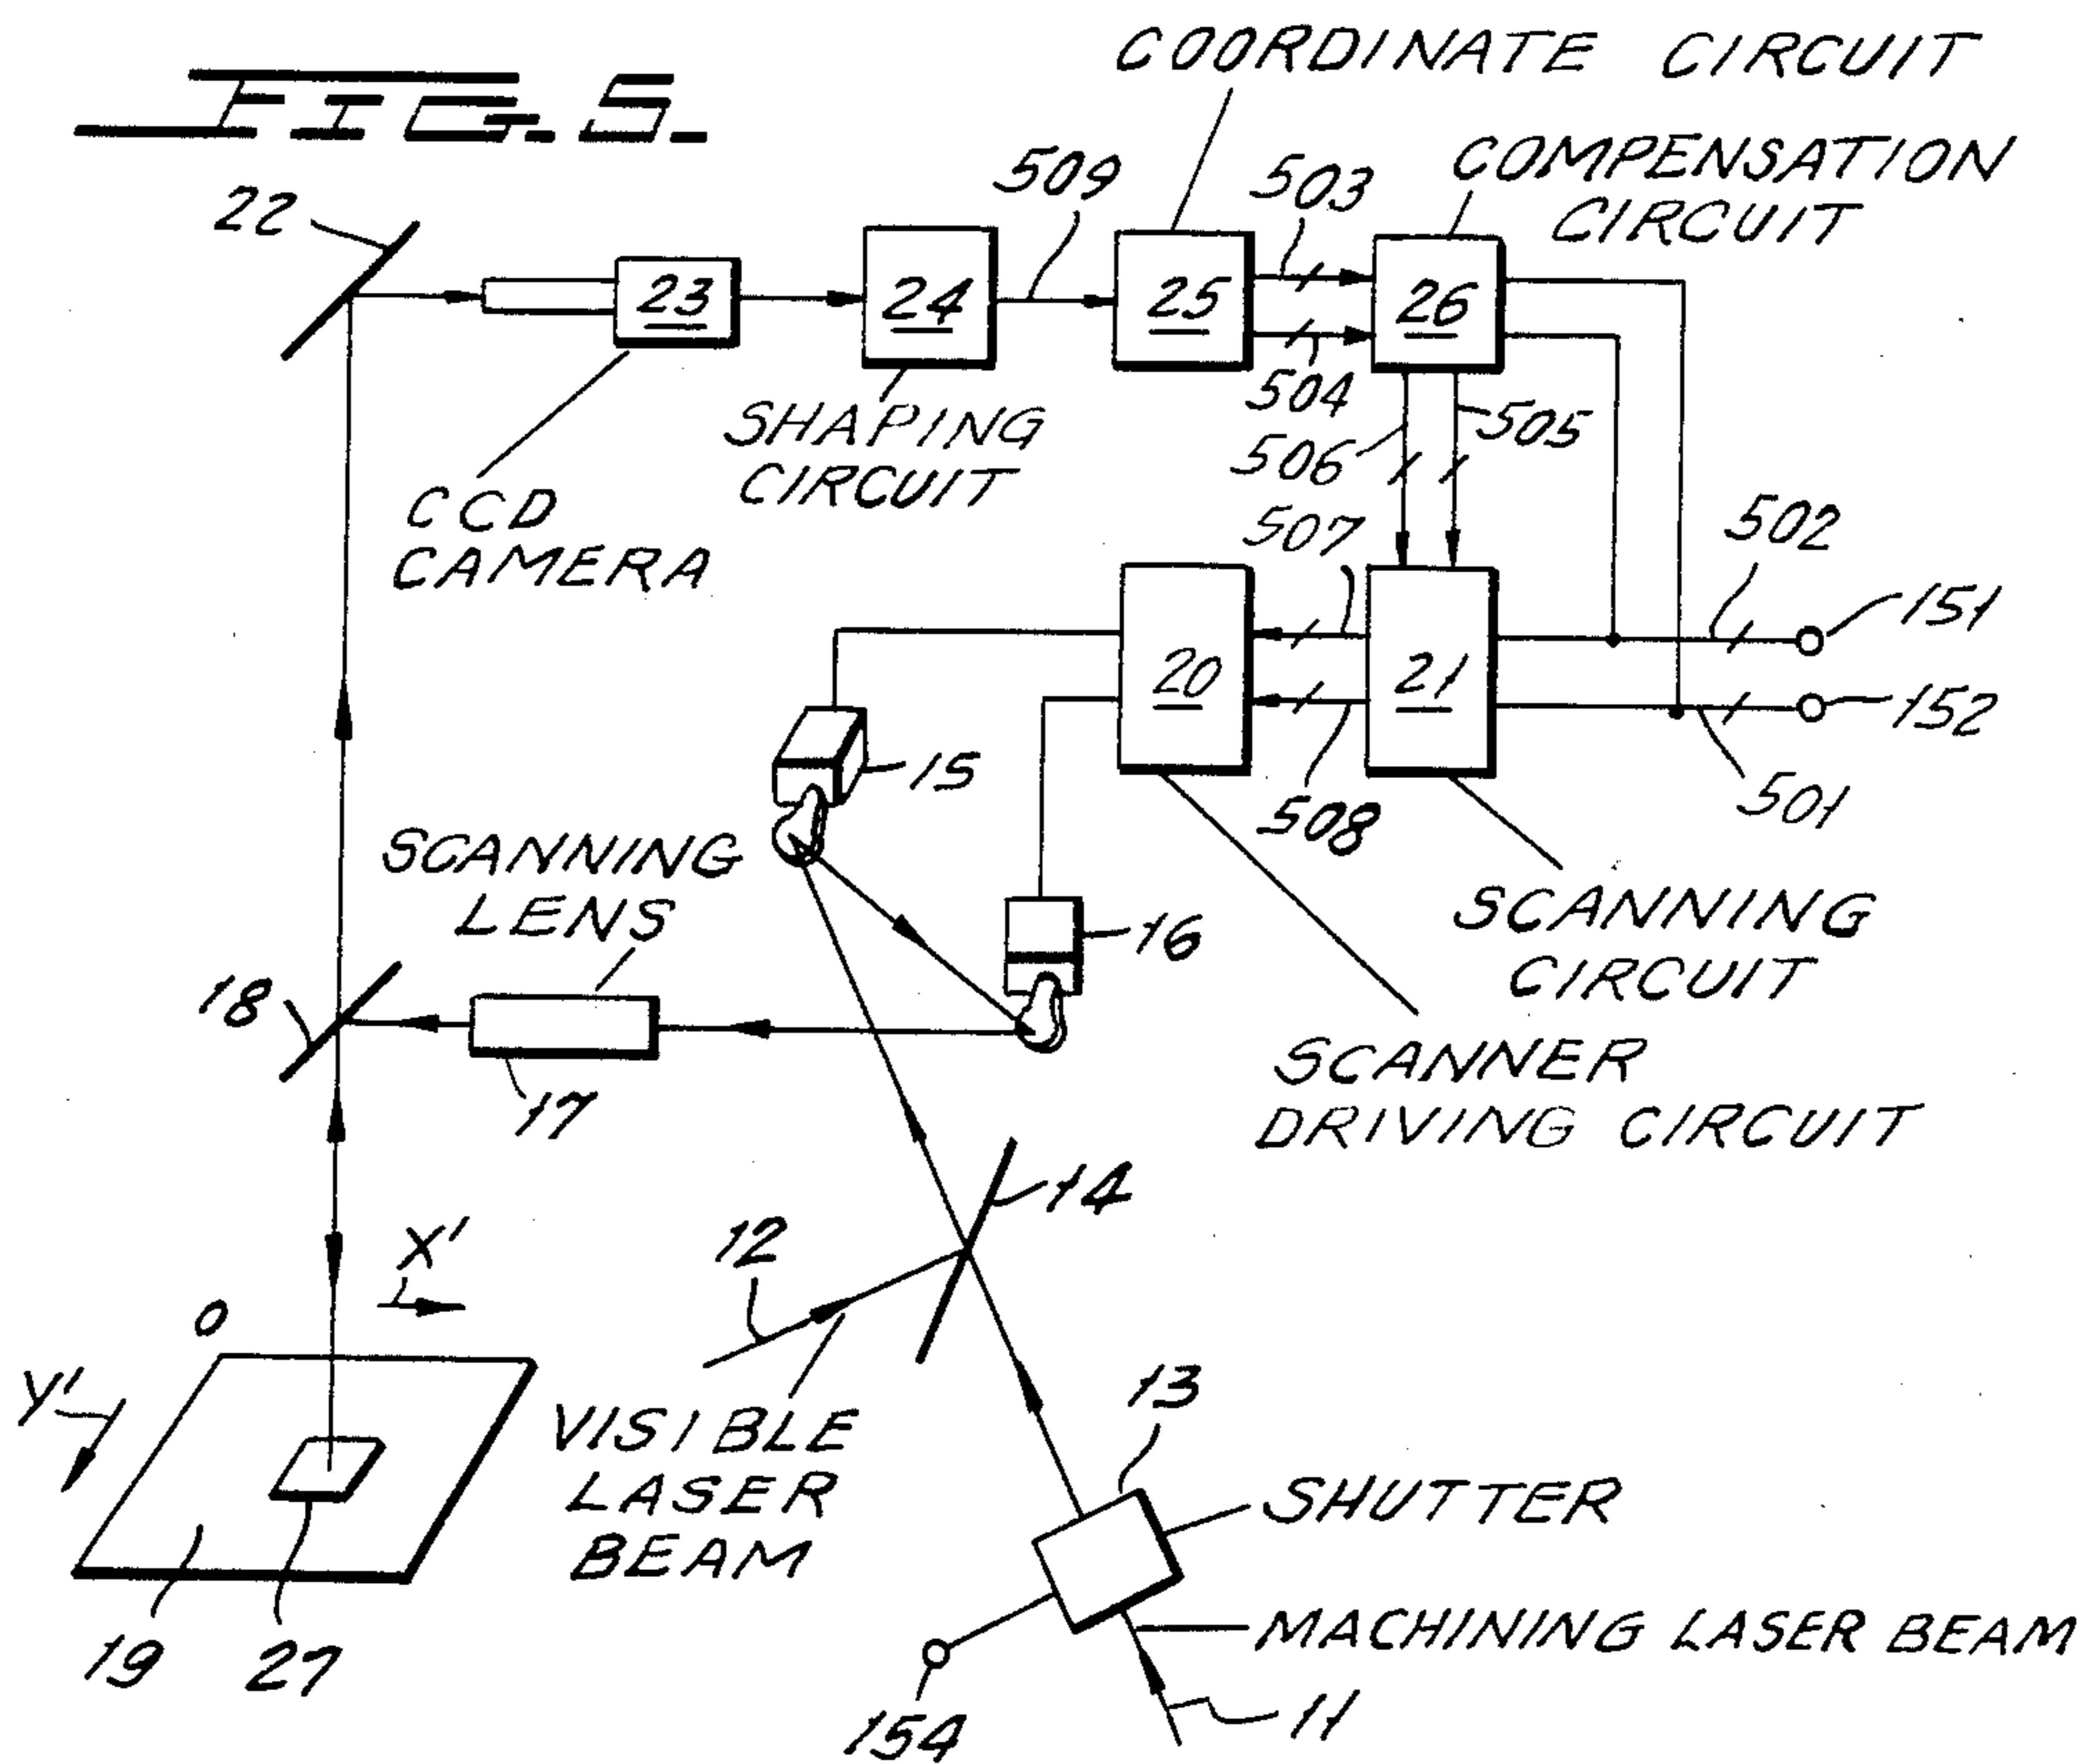 FIG. 5.
COORDINATE CIRCUIT
COMPENSATION
CIRCUIT
22
509
503
23
24
25
26
504
505
506
SHAPING
CIRCUIT
CCD
CAMERA
507
502
151
20
21
152
15
508
501
SCANNING
LENS
16
SCANNING
CIRCUIT
18
17
SCANNER
DRIVING CIRCUIT
14
12
X'
O
Y'
13
VISIBLE
LASER
BEAM
SHUTTER
MACHINING LASER BEAM
19
27
154
11